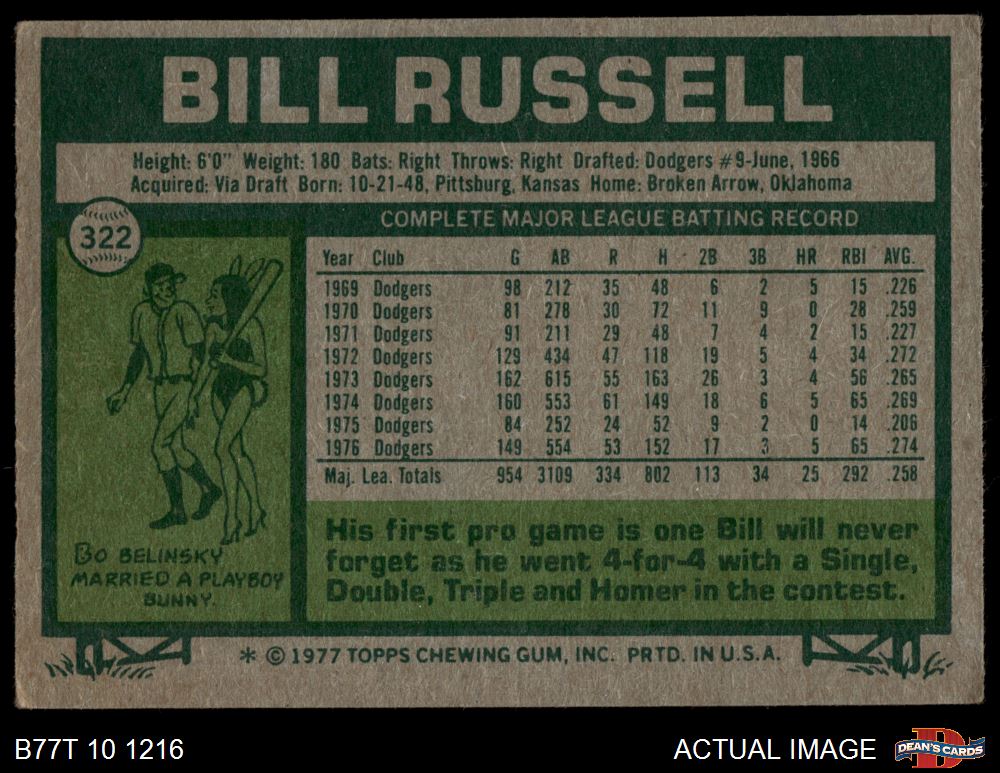 BILL RUSSELL
Height: 6'0" Weight: 180 Bats: Right Throws: Right Drafted: Dodgers #9-June, 1966
Acquired: Via Draft Born: 10-21-48, Pittsburg, Kansas Home: Broken Arrow, Oklahoma
322
COMPLETE MAJOR LEAGUE BATTING RECORD
Year Club G AB R H 2B 3B HR RBI AVG.
1969 Dodgers 98 212 35 48 6 2 5 15 .226
1970 Dodgers 81 278 30 72 11 9 0 28 .259
1971 Dodgers 91 211 29 48 7 4 2 15 .227
1972 Dodgers 129 434 47 118 19 5 4 34 .272
1973 Dodgers 162 615 55 163 26 3 4 56 .265
1974 Dodgers 160 553 61 149 18 6 5 65 .269
1975 Dodgers 84 252 24 52 9 2 0 14 .206
1976 Dodgers 149 554 53 152 17 3 5 65 .274
Maj. Lea. Totals 954 3109 334 802 113 34 25 292 .258
BO BELINSKY
MARRIED A PLAYBOY
BUNNY.
His first pro game is one Bill will never
forget as he went 4-for-4 with a Single,
Double, Triple and Homer in the contest.
* © 1977 TOPPS CHEWING GUM, INC. PRTD. IN U.S.A.
B77T 10 1216
ACTUAL IMAGE
D
DEAN'S CARDS